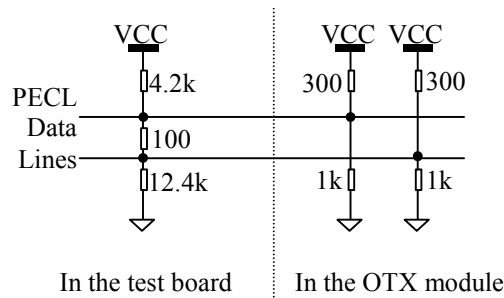 VCC
VCC VCC
4.2k
300
300
PECL
Data
Lines
100
12.4k
1k
1k
In the test board
In the OTX module